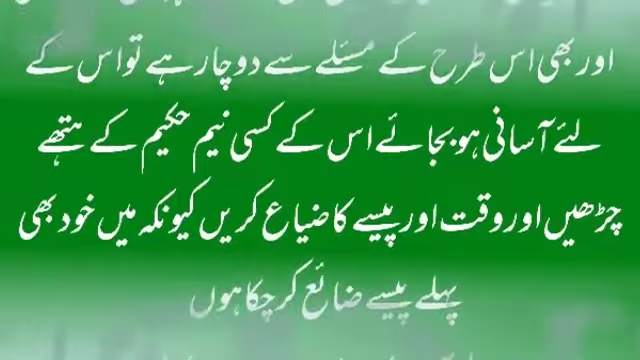 اور بھی اس طرح کے مسئلے سے دوچار ہے تو اس کے
لئے آسانی ہو بجائے اس کے کسی نیم حکیم کے ہتھے
چڑھیں اور وقت اور پیسے کا ضیاع کریں کیونکہ میں خود بھی
پہلے پیسے ضائع کر چکا ہوں